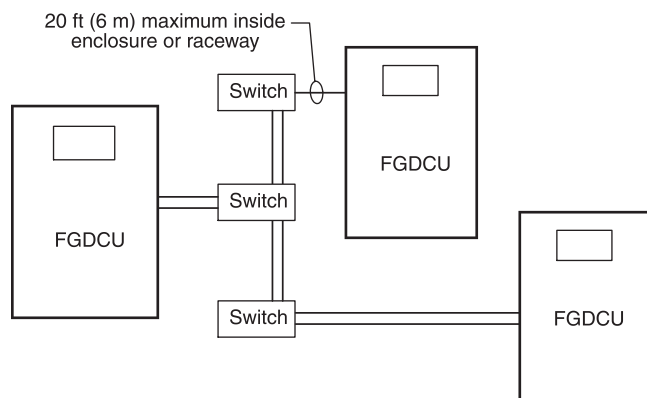 20 ft (6 m) maximum inside
enclosure or raceway
Switch
FGDCU
FGDCU
Switch
Switch
FGDCU